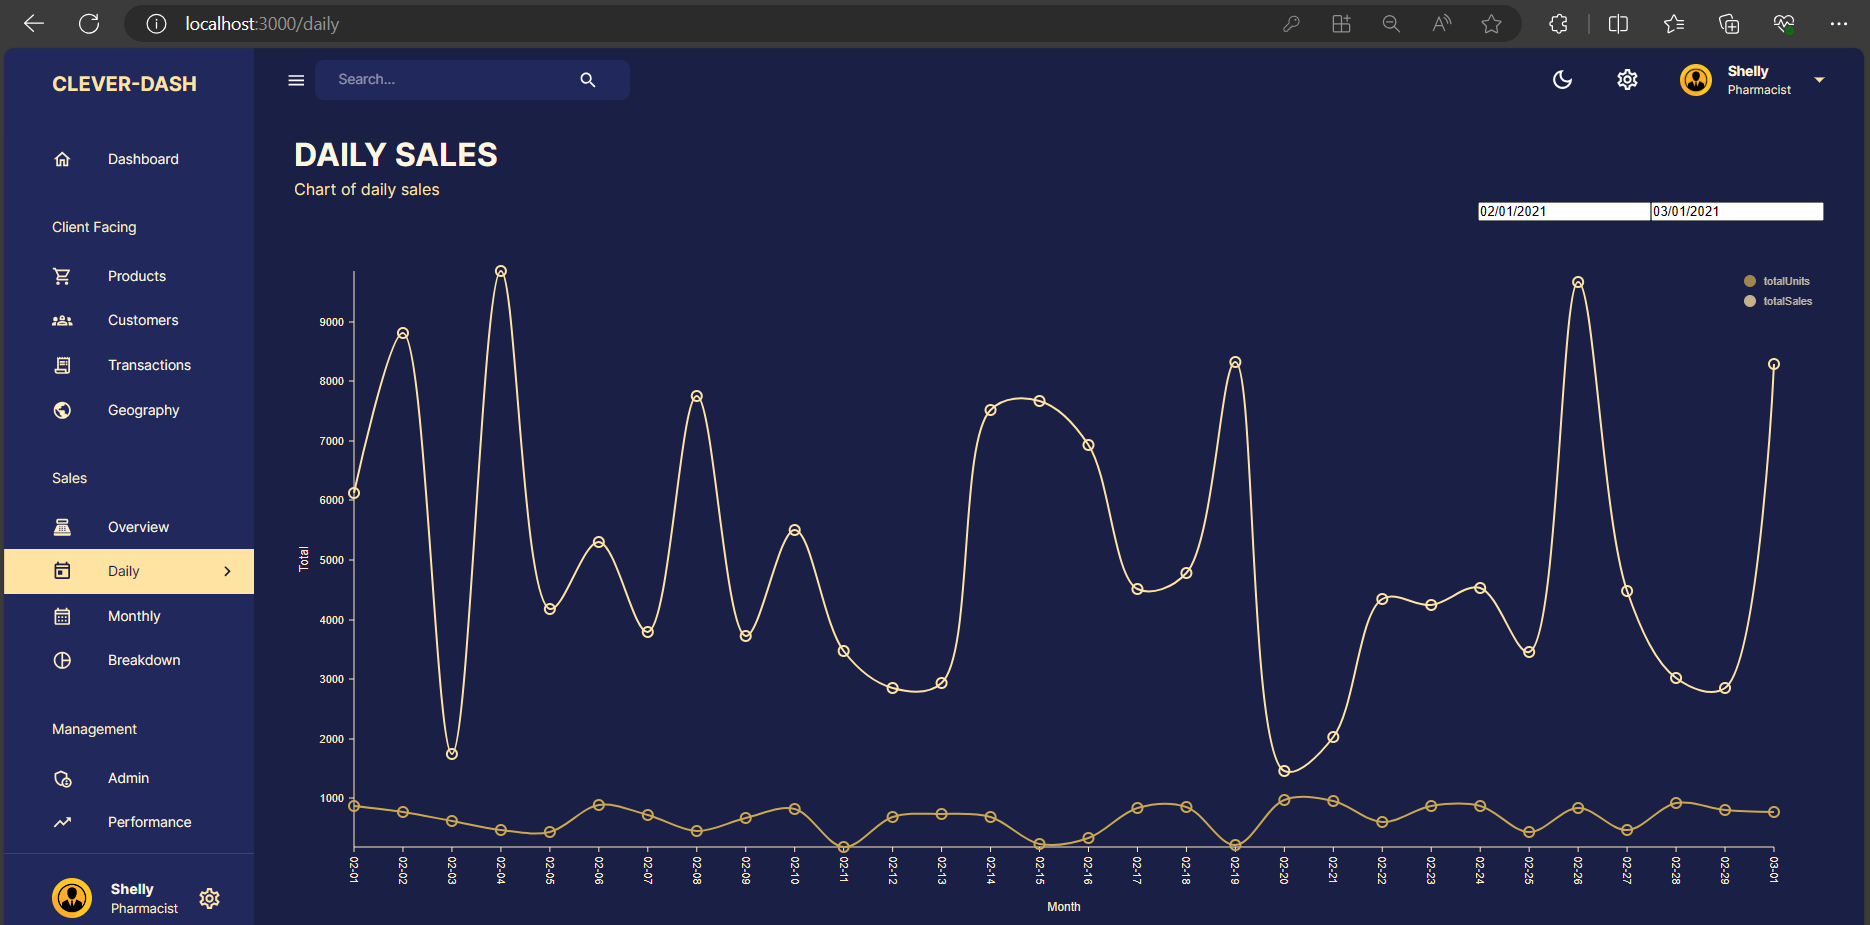 localhost:3000/daily
CLEVER-DASH
Dashboard
Client Facing
Products
Customers
Transactions
Geography
Sales
Overview
Daily
Monthly
Breakdown
Management
Admin
Performance
Shelly
Pharmacist
Search...
Shelly
Pharmacist
DAILY SALES
Chart of daily sales
02/01/2021
03/01/2021
totalUnits
totalSales
Total
9000
8000
7000
6000
5000
4000
3000
2000
1000
02-01
02-02
02-03
02-04
02-05
02-06
02-07
02-08
02-09
02-10
02-11
02-12
02-13
02-14
02-15
02-16
02-17
02-18
02-19
02-20
02-21
02-22
02-23
02-24
02-25
02-26
02-27
02-28
02-29
03-01
Month